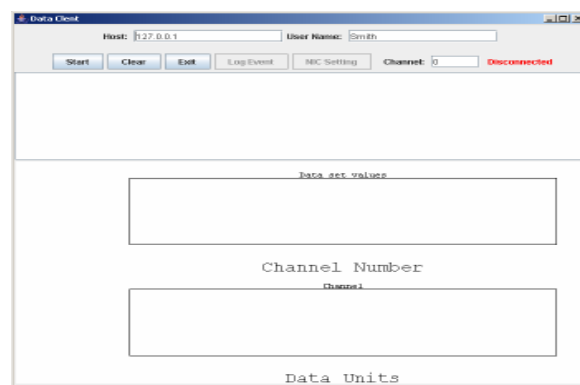 Data Client
Host: 127.0.0.1 User Name: Smith
Start Clear Exit Log Event NIC Setting Channel: 0 Disconnected
Data set values
Channel Number
Channel
Data Units